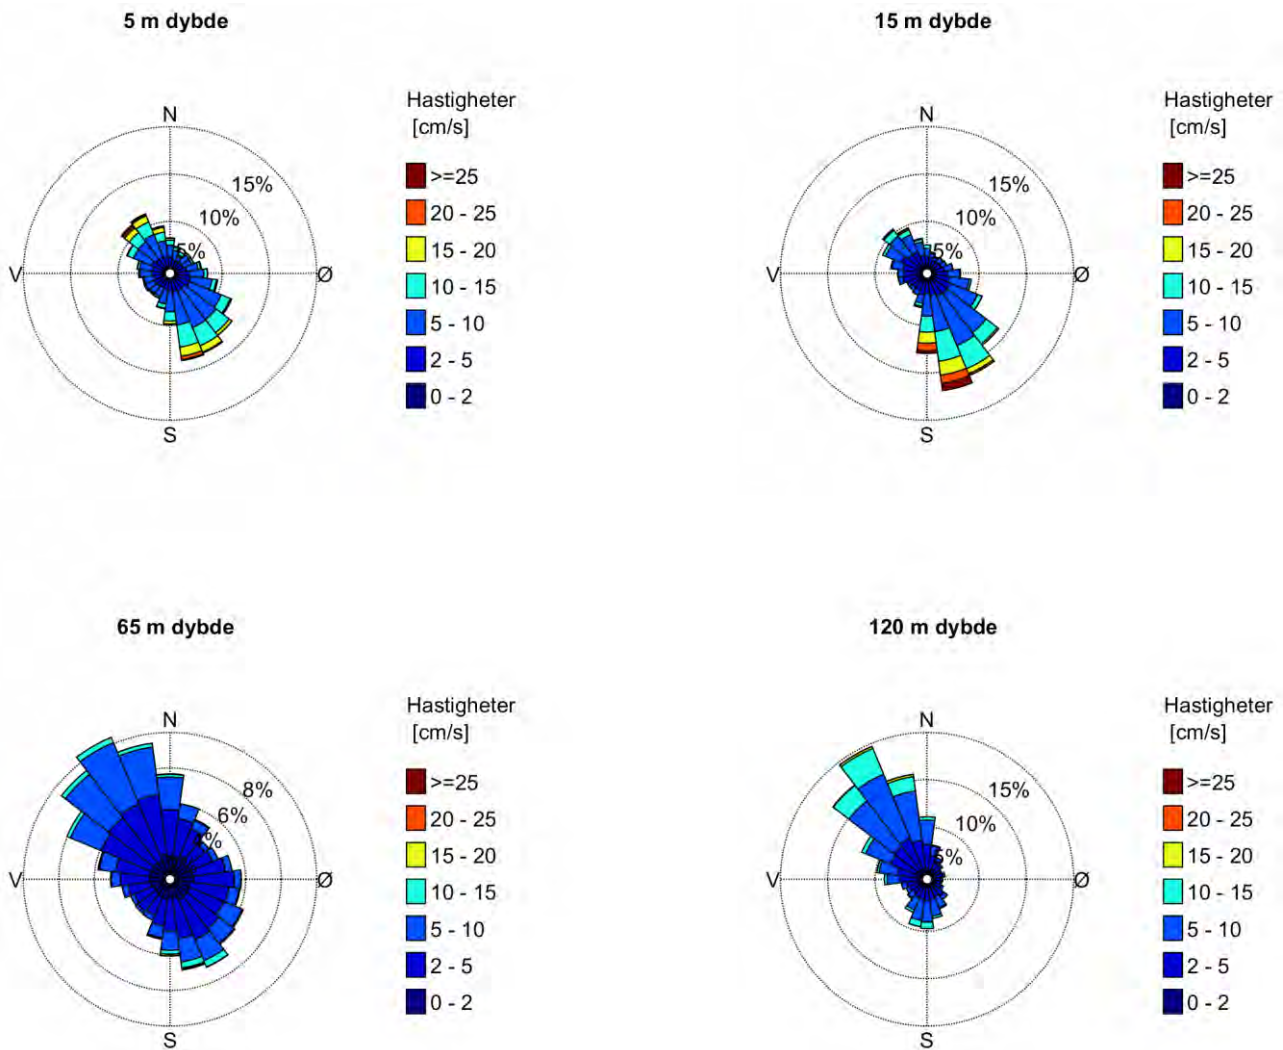 5 m dybde
N
15%
10%
5%
V
Ø
S
Hastigheter
[cm/s]
>=25
20 - 25
15 - 20
10 - 15
5 - 10
2 - 5
0 - 2
15 m dybde
N
15%
10%
5%
V
Ø
S
Hastigheter
[cm/s]
>=25
20 - 25
15 - 20
10 - 15
5 - 10
2 - 5
0 - 2
65 m dybde
N
8%
6%
V
Ø
S
Hastigheter
[cm/s]
>=25
20 - 25
15 - 20
10 - 15
5 - 10
2 - 5
0 - 2
120 m dybde
N
15%
10%
5%
V
Ø
S
Hastigheter
[cm/s]
>=25
20 - 25
15 - 20
10 - 15
5 - 10
2 - 5
0 - 2